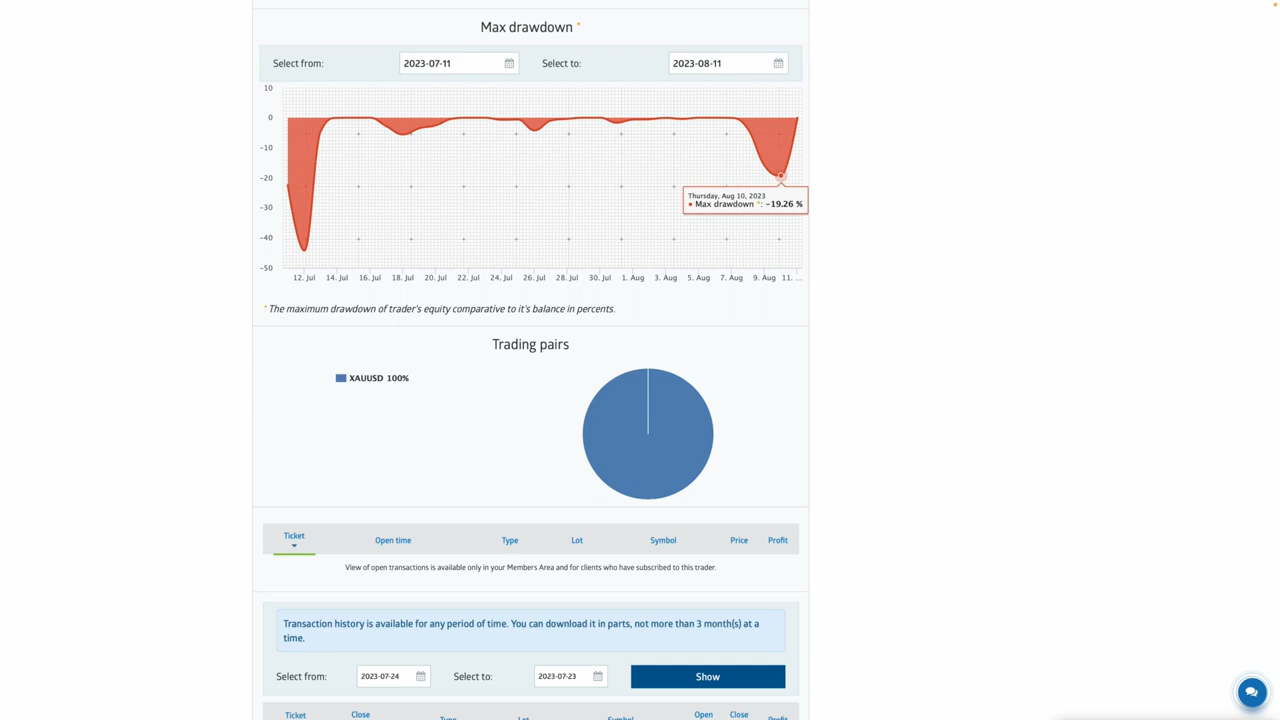 Max drawdown *
Select from: 2023-07-11 Select to: 2023-08-11
10
0
-10
-20
-30
-40
-50
Thursday, Aug 10, 2023
Max drawdown *: -19.26 %
12. Jul 14. Jul 16. Jul 18. Jul 20. Jul 22. Jul 24. Jul 26. Jul 28. Jul 30. Jul 1. Aug 3. Aug 5. Aug 7. Aug 9. Aug 11. ...
* The maximum drawdown of trader's equity comparative to it's balance in percents.
Trading pairs
XAUUSD 100%
Ticket Open time Type Lot Symbol Price Profit
View of open transactions is available only in your Members Area and for clients who have subscribed to this trader.
Transaction history is available for any period of time. You can download it in parts, not more than 3 month(s) at a
time.
Select from: 2023-07-24 Select to: 2023-07-23 Show
Ticket Close Type Lot Symbol Open Close Profit